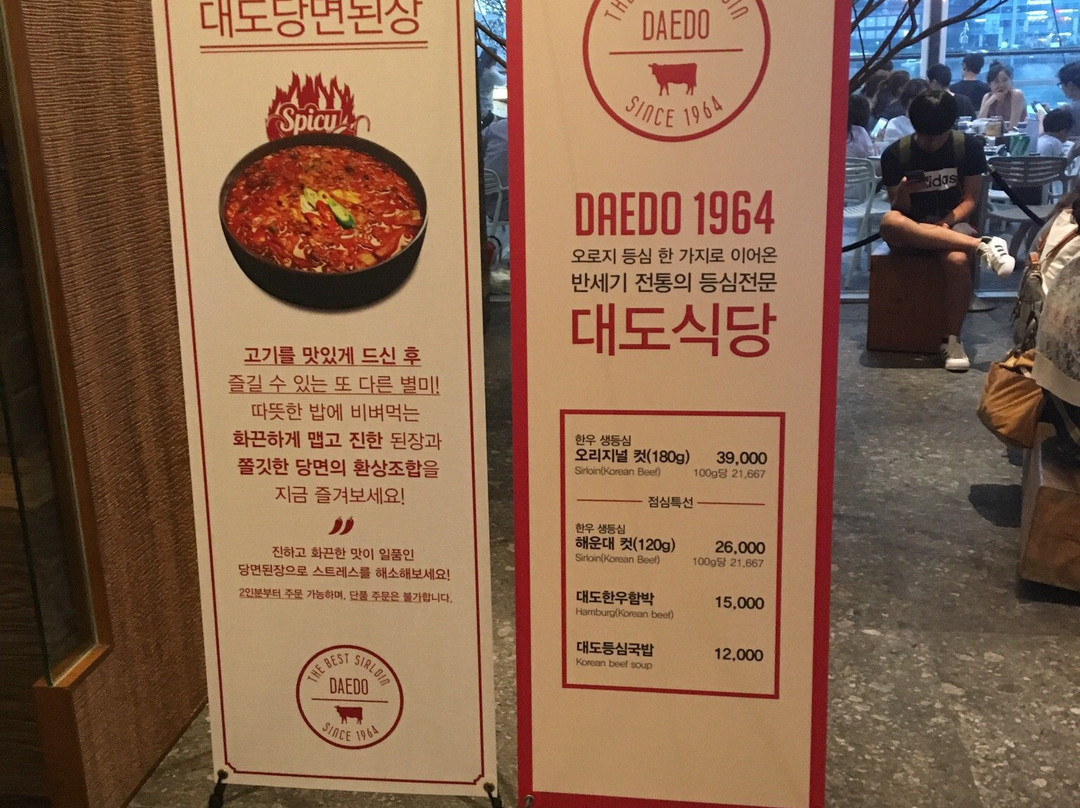 대도당면된장
Spicy
고기를 맛있게 드신 후
즐길 수 있는 또 다른 별미!
따뜻한 밥에 비벼먹는
화끈하게 맵고 진한 된장과
쫄깃한 당면의 환상조합을
지금 즐겨보세요!
진하고 화끈한 맛이 일품인
당면된장으로 스트레스를 해소해보세요!
2인분부터 주문 가능하며, 단품 주문은 불가합니다.
THE BEST SIRLOIN
DAEDO
SINCE 1964
DAEDO
SINCE 1964
DAEDO 1964
오로지 등심 한 가지로 이어온
반세기 전통의 등심전문
대도식당
한우 생등심
오리지널 컷(180g) 39,000
Sirloin(Korean Beef) 100g당 21,667
점심특선
한우 생등심
해운대 컷(120g) 26,000
Sirloin(Korean Beef) 100g당 21,667
대도한우함박 15,000
Hamburg(Korean beef)
대도등심국밥 12,000
Korean beef soup
adidas